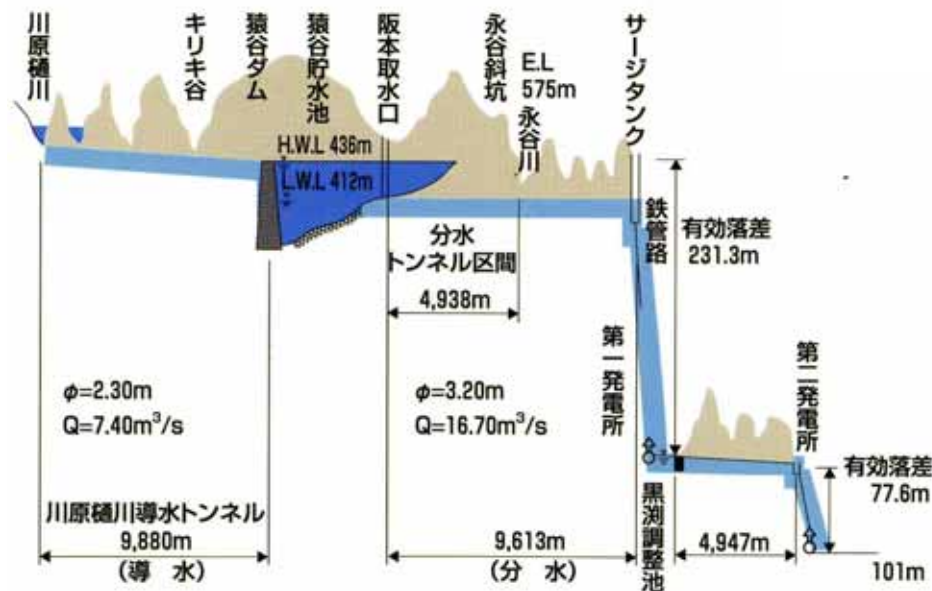 川原樋川
キリキ谷
猿谷ダム
猿谷貯水池
阪本取水口
永谷斜坑
E.L
575m
永谷川
サージタンク
H.W.L 436m
L.W.L 412m
鉄管路
有効落差
231.3m
分水
トンネル区間
4,938m
第一発電所
第二発電所
φ=2.30m
Q=7.40m³/s
φ=3.20m
Q=16.70m³/s
有効落差
77.6m
川原樋川導水トンネル
9,880m
(導 水)
9,613m
(分 水)
黒渕調整池
4,947m
101m